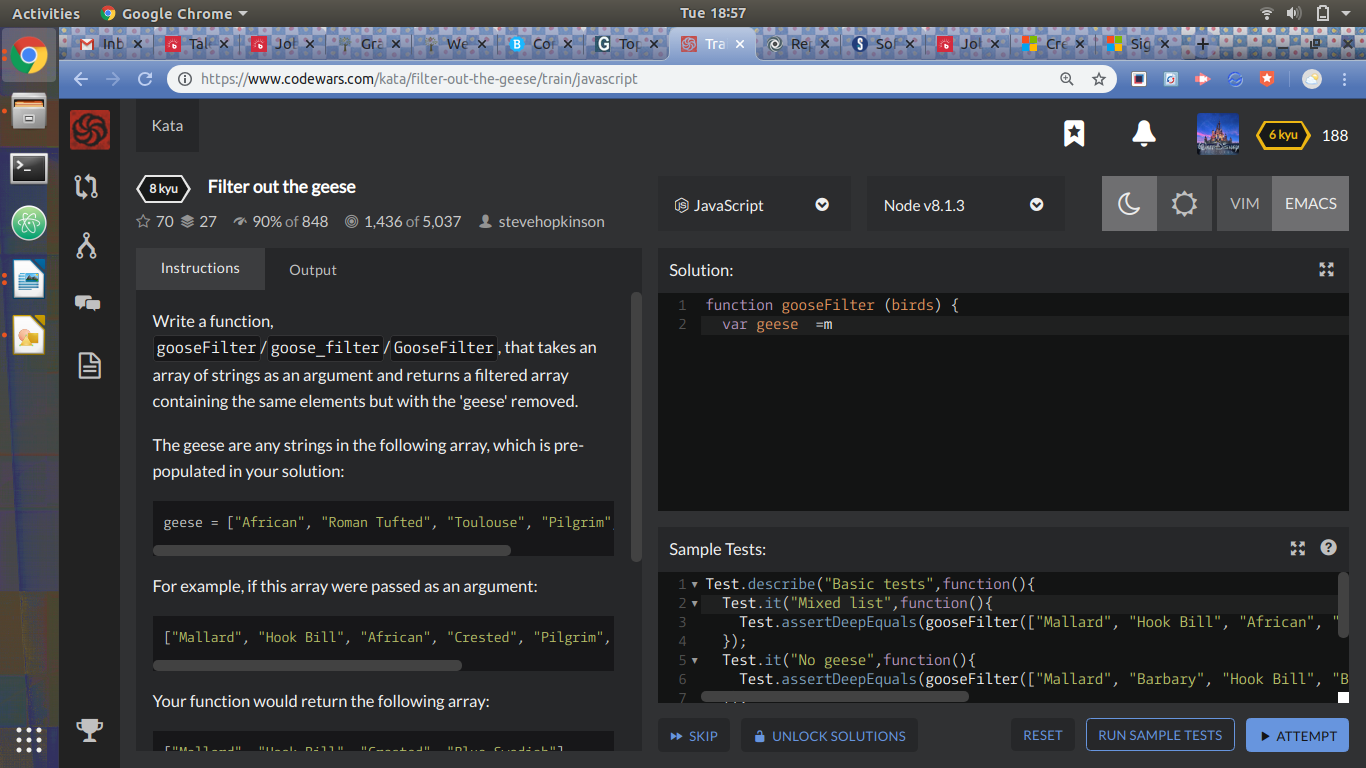 Activities Google Chrome Tue 18:57
Inb Tal Jol Gra We Cor Top Tra Rep Sof Jol Cre Sig
https://www.codewars.com/kata/filter-out-the-geese/train/javascript
Kata
6 kyu 188
8 kyu Filter out the geese
70 27 90% of 848 1,436 of 5,037 stevehopkinson
JavaScript
Node v8.1.3
VIM EMACS
Instructions Output
Write a function,
gooseFilter/goose_filter/GooseFilter, that takes an
array of strings as an argument and returns a filtered array
containing the same elements but with the 'geese' removed.
The geese are any strings in the following array, which is pre-
populated in your solution:
geese = ["African", "Roman Tufted", "Toulouse", "Pilgrim"
For example, if this array were passed as an argument:
["Mallard", "Hook Bill", "African", "Crested", "Pilgrim",
Your function would return the following array:
["Mallard", "Hook Bill", "Crested", "Blue Swedish"]
Solution:
1 function gooseFilter (birds) {
2 var geese  =m
Sample Tests:
1 Test.describe("Basic tests",function(){
2 Test.it("Mixed list",function(){
3 Test.assertDeepEquals(gooseFilter(["Mallard", "Hook Bill", "African", "
4 });
5 Test.it("No geese",function(){
6 Test.assertDeepEquals(gooseFilter(["Mallard", "Barbary", "Hook Bill", "B
7 });
SKIP UNLOCK SOLUTIONS RESET RUN SAMPLE TESTS ATTEMPT